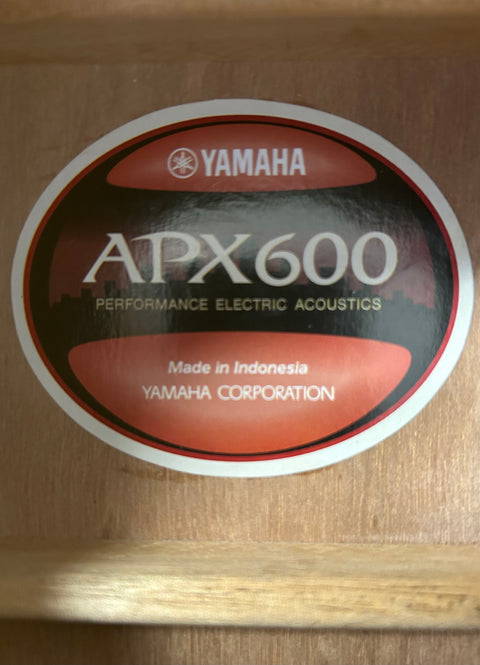 YAMAHA
APX600
PERFORMANCE ELECTRIC ACOUSTICS
Made in Indonesia
YAMAHA CORPORATION